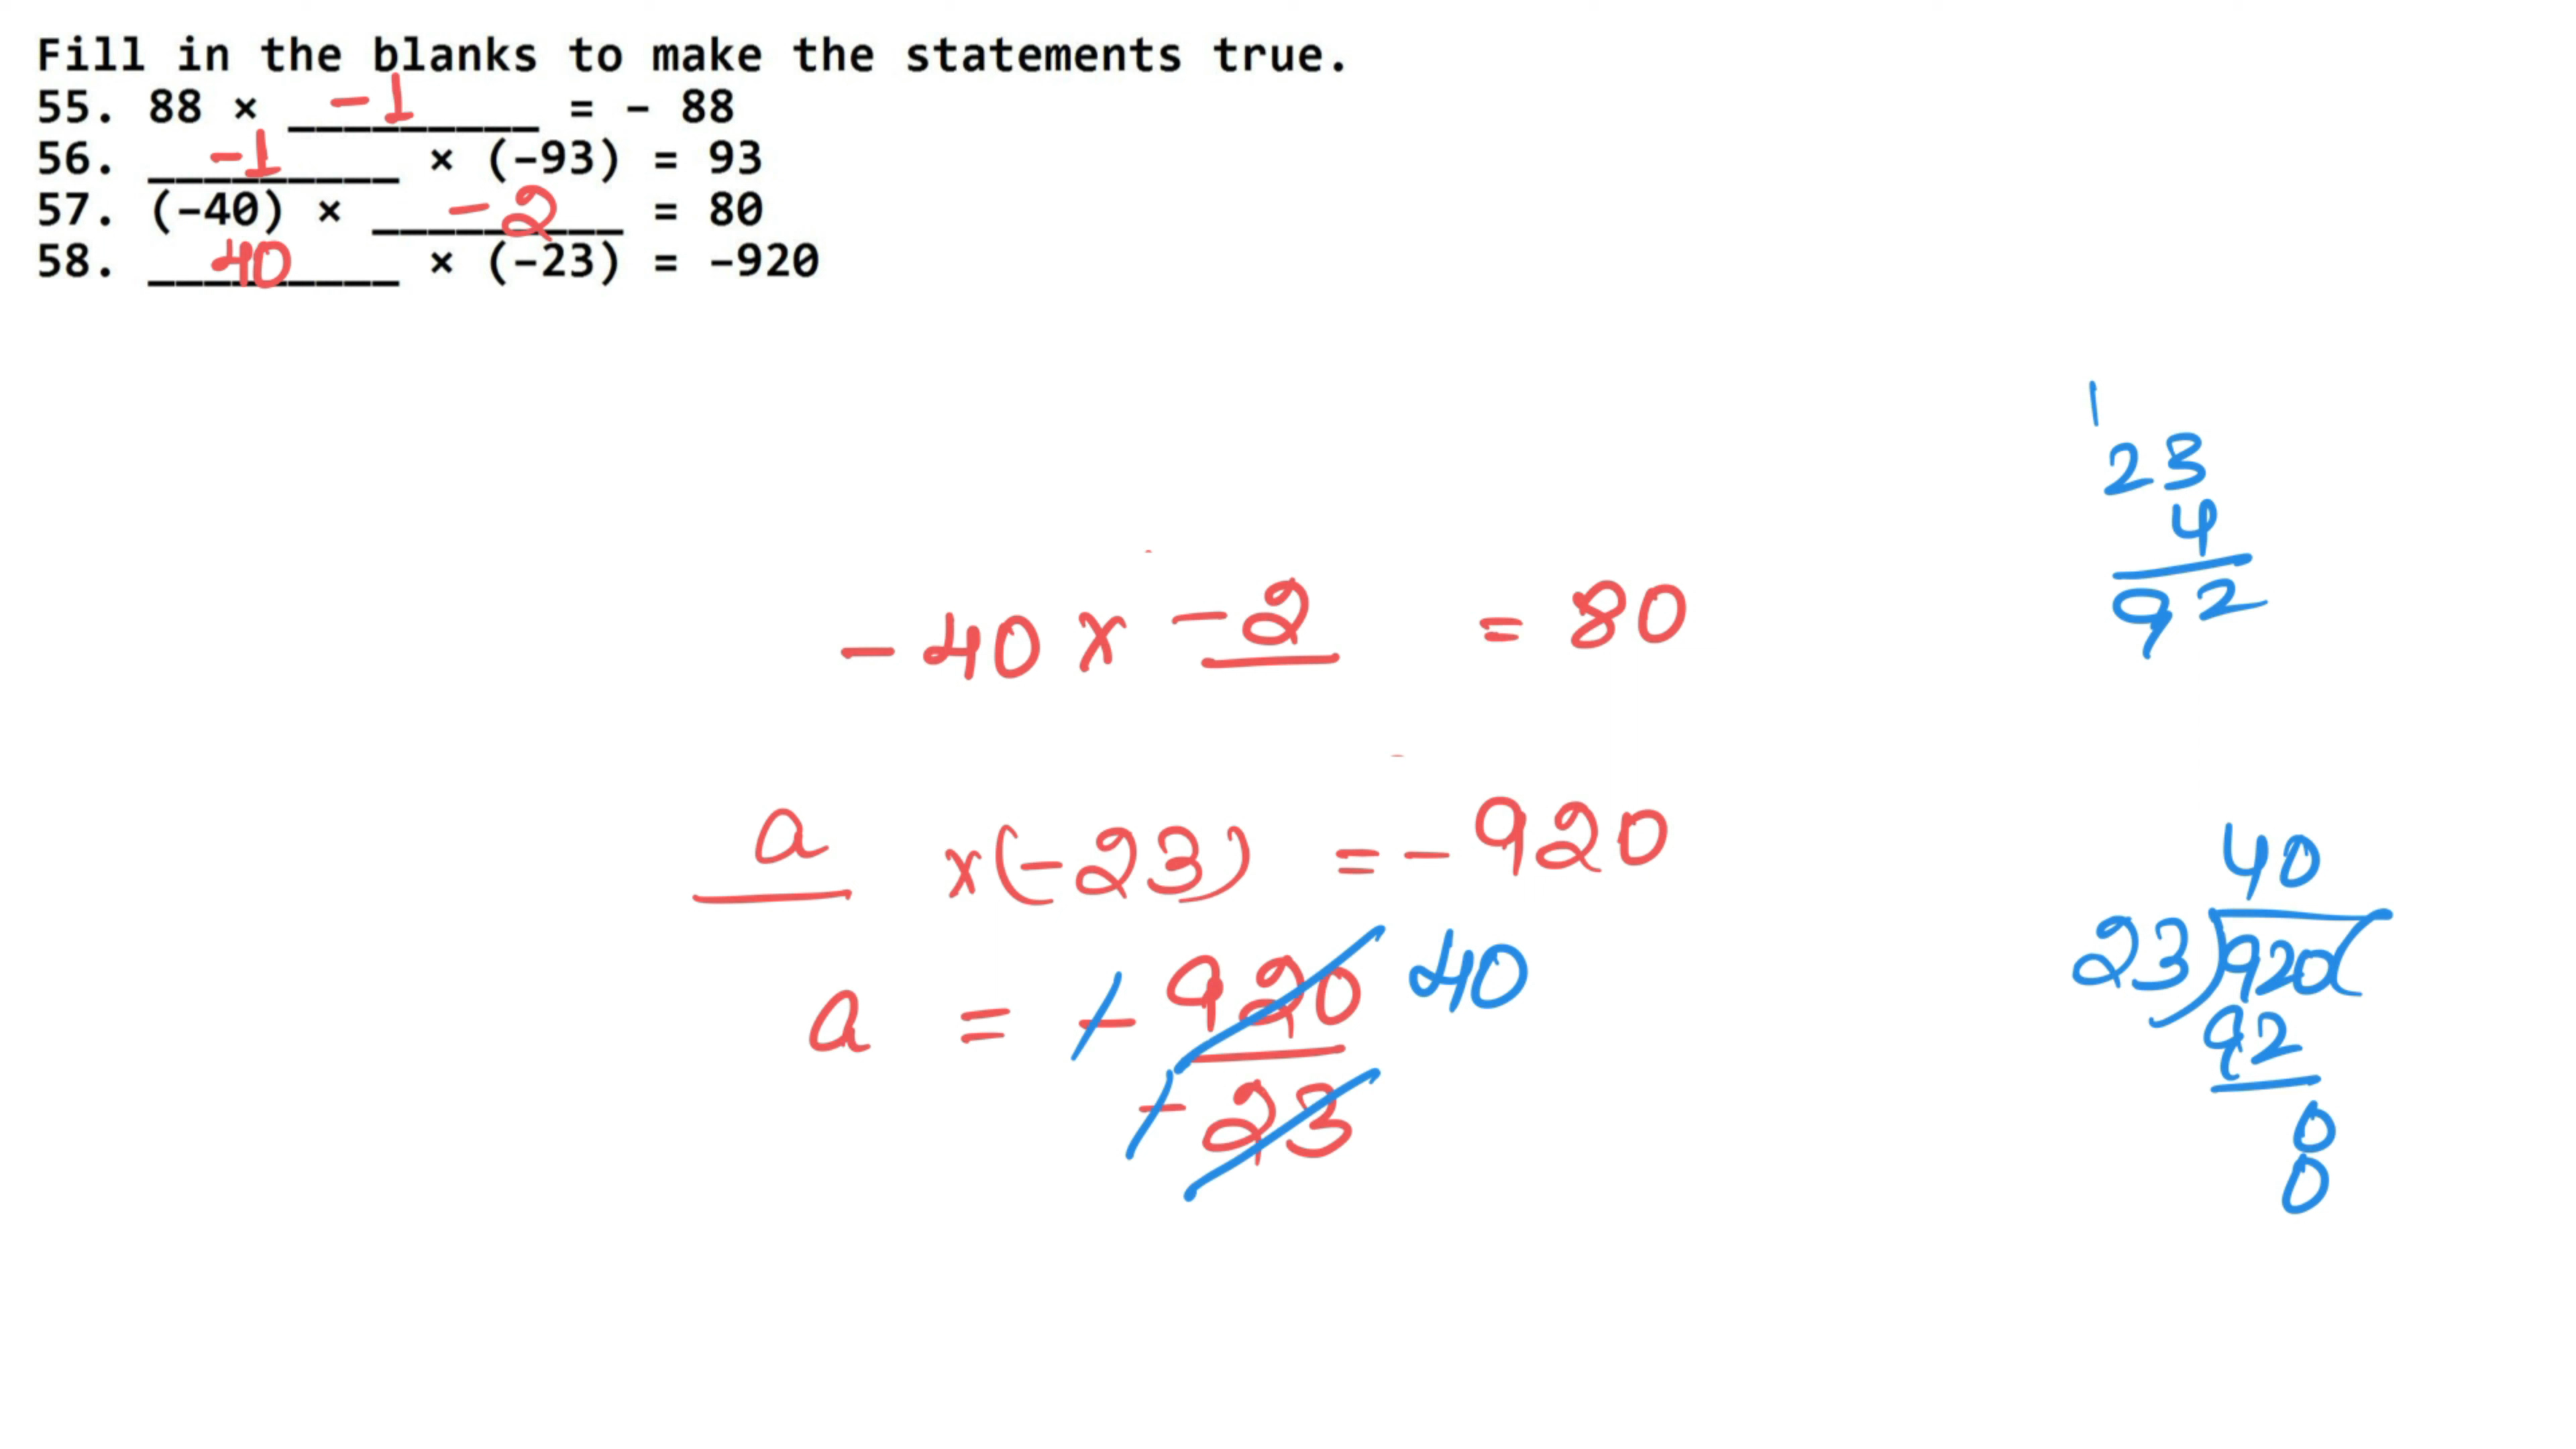 Fill in the blanks to make the statements true.
55. 88 × -1 = - 88
56. -1 × (-93) = 93
57. (-40) × -2 = 80
58. 40 × (-23) = -920
1
23
4
92
- 40 x -2 = 80
a x (-23) = - 920
a = - 920 40
- 23
40
23)920(
92
0
0